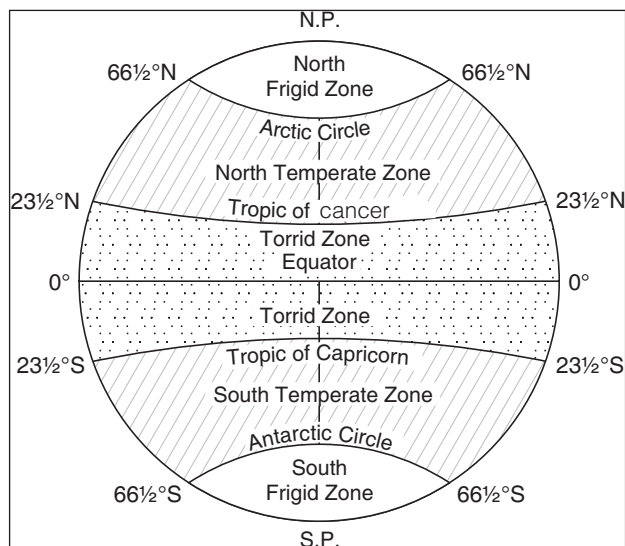 N.P.
North
Frigid Zone
66½°N 66½°N
Arctic Circle
North Temperate Zone
23½°N 23½°N
Tropic of cancer
Torrid Zone
Equator
0° 0°
Torrid Zone
Tropic of Capricorn
23½°S 23½°S
South Temperate Zone
Antarctic Circle
South
Frigid Zone
66½°S 66½°S
S.P.